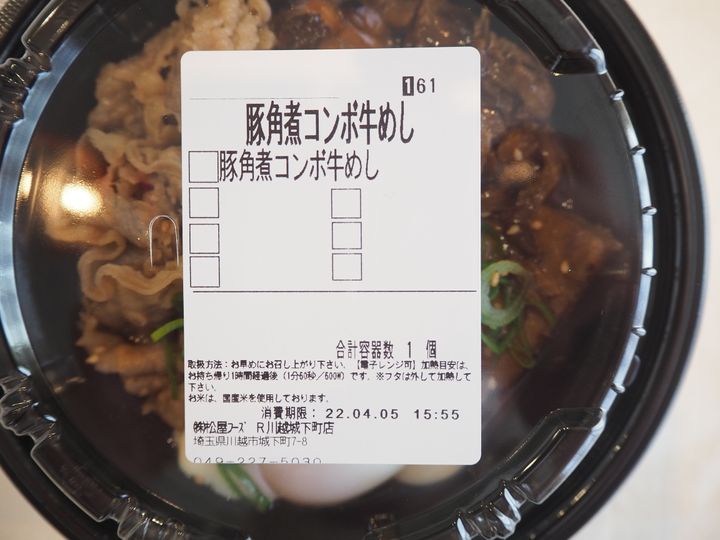 161
豚角煮コンボ牛めし
豚角煮コンボ牛めし
合計容器数 1 個
取扱方法：お早めにお召し上がり下さい。【電子レンジ可】加熱目安は、
お持ち帰り1時間経過後（1分50秒／500W）です。※フタは外して加熱して
下さい。
お米は、国産米を使用しております。
消費期限： 22.04.05 15:55
㈱松屋フーズ R川越城下町店
埼玉県川越市城下町7-8
049-227-5030